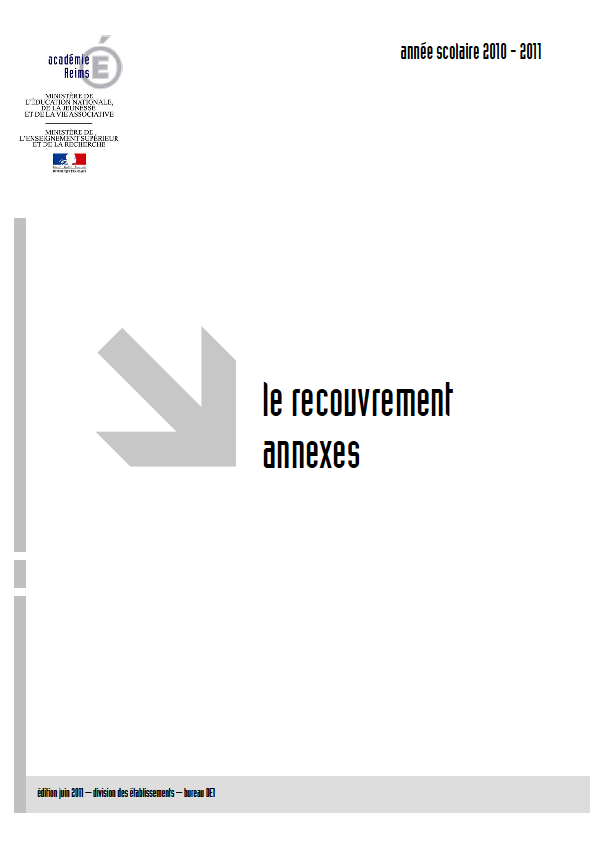 année scolaire 2010 - 2011
académie
Reims
É
MINISTÈRE DE
L'ÉDUCATION NATIONALE,
DE LA JEUNESSE
ET DE LA VIE ASSOCIATIVE
MINISTÈRE DE
L'ENSEIGNEMENT SUPÉRIEUR
ET DE LA RECHERCHE
le recouvrement
annexes
édition juin 2011 – division des établissements – bureau DE1